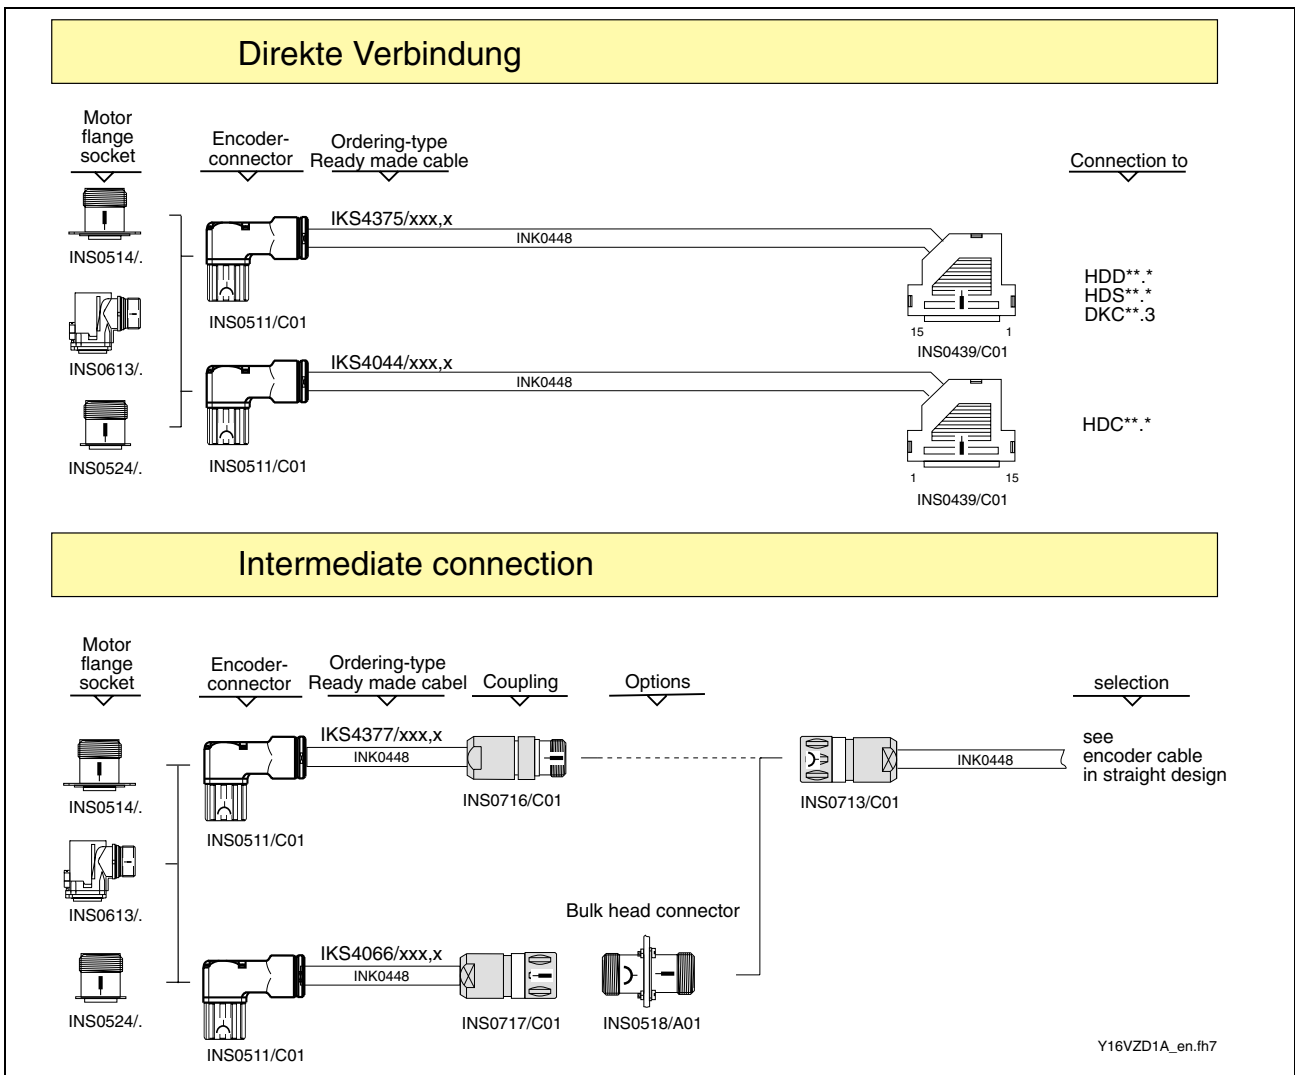 Direkte Verbindung
Motor
flange
socket
Encoder-
connector
Ordering-type
Ready made cable
Connection to
INS0514/.
INS0613/.
INS0524/.
IKS4375/xxx,x
INK0448
INS0511/C01
15
1
INS0439/C01
HDD**.*
HDS**.*
DKC**.3
IKS4044/xxx,x
INK0448
INS0511/C01
1
15
INS0439/C01
HDC**.*
Intermediate connection
Motor
flange
socket
Encoder-
connector
Ordering-type
Ready made cabel
Coupling
Options
selection
INS0514/.
INS0613/.
INS0524/.
IKS4377/xxx,x
INK0448
INS0511/C01
INS0716/C01
INS0713/C01
INK0448
see
encoder cable
in straight design
Bulk head connector
IKS4066/xxx,x
INK0448
INS0511/C01
INS0717/C01
INS0518/A01
Y16VZD1A_en.fh7